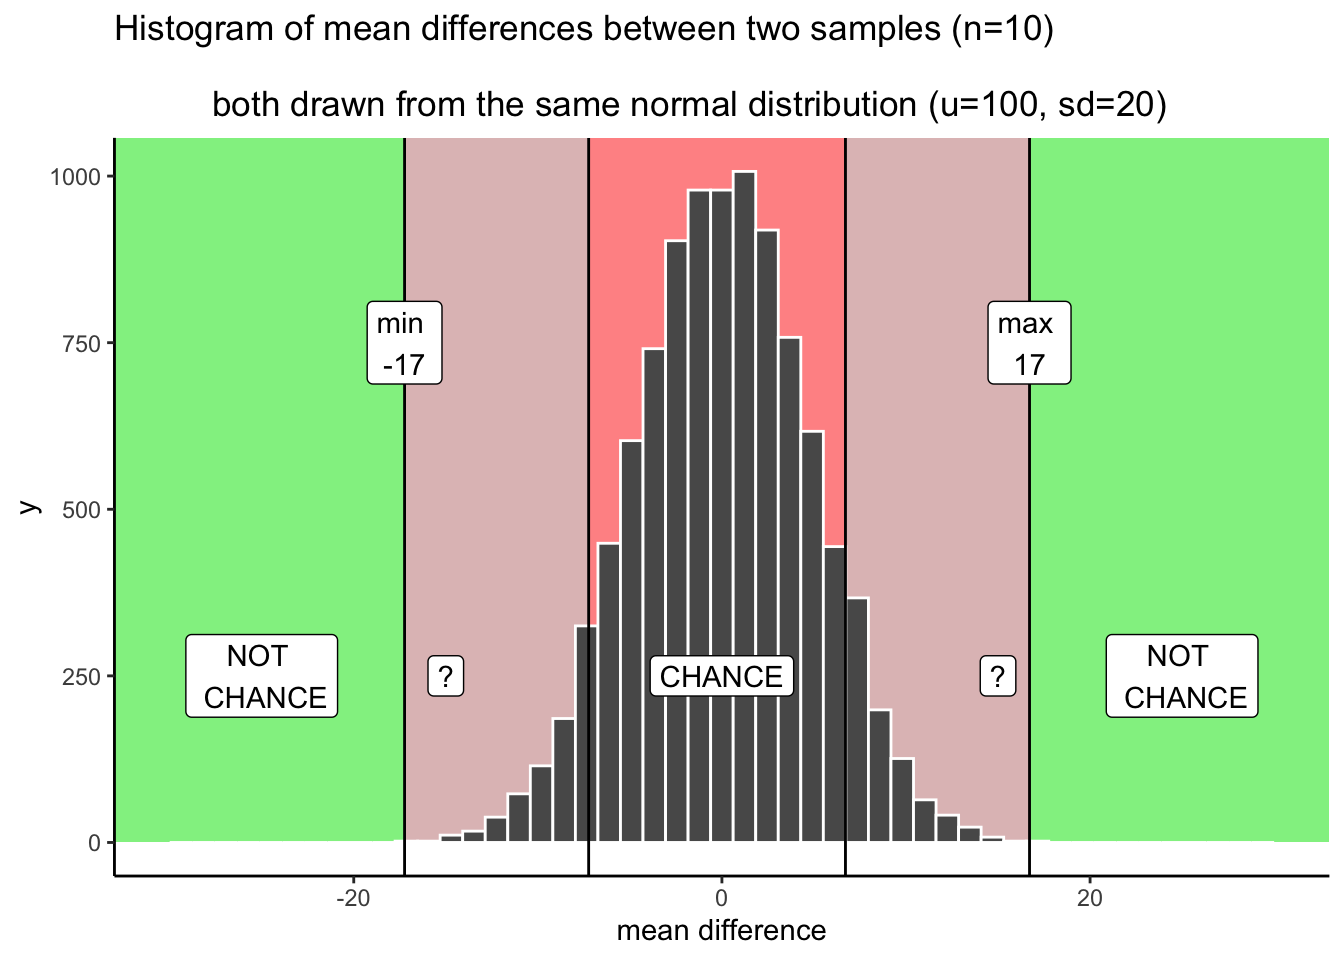 Histogram of mean differences between two samples (n=10)
both drawn from the same normal distribution (u=100, sd=20)
1000
750
500
250
0
y
min
-17
max
17
NOT
CHANCE
?
CHANCE
?
NOT
CHANCE
-20
0
20
mean difference